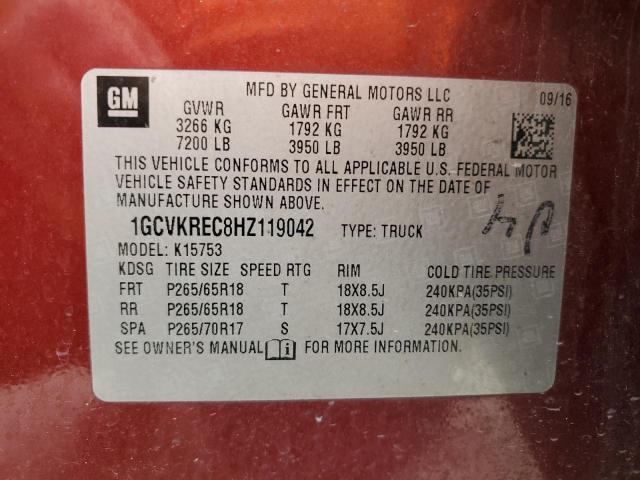 GM
MFD BY GENERAL MOTORS LLC
09/16
GVWR GAWR FRT GAWR RR
3266 KG 1792 KG 1792 KG
7200 LB 3950 LB 3950 LB
THIS VEHICLE CONFORMS TO ALL APPLICABLE U.S. FEDERAL MOTOR
VEHICLE SAFETY STANDARDS IN EFFECT ON THE DATE OF
MANUFACTURE SHOWN ABOVE.
1GCVKREC8HZ119042 TYPE: TRUCK
MODEL: K15753
KDSG TIRE SIZE SPEED RTG RIM COLD TIRE PRESSURE
FRT P265/65R18 T 18X8.5J 240KPA(35PSI)
RR P265/65R18 T 18X8.5J 240KPA(35PSI)
SPA P265/70R17 S 17X7.5J 240KPA(35PSI)
SEE OWNER'S MANUAL FOR MORE INFORMATION.